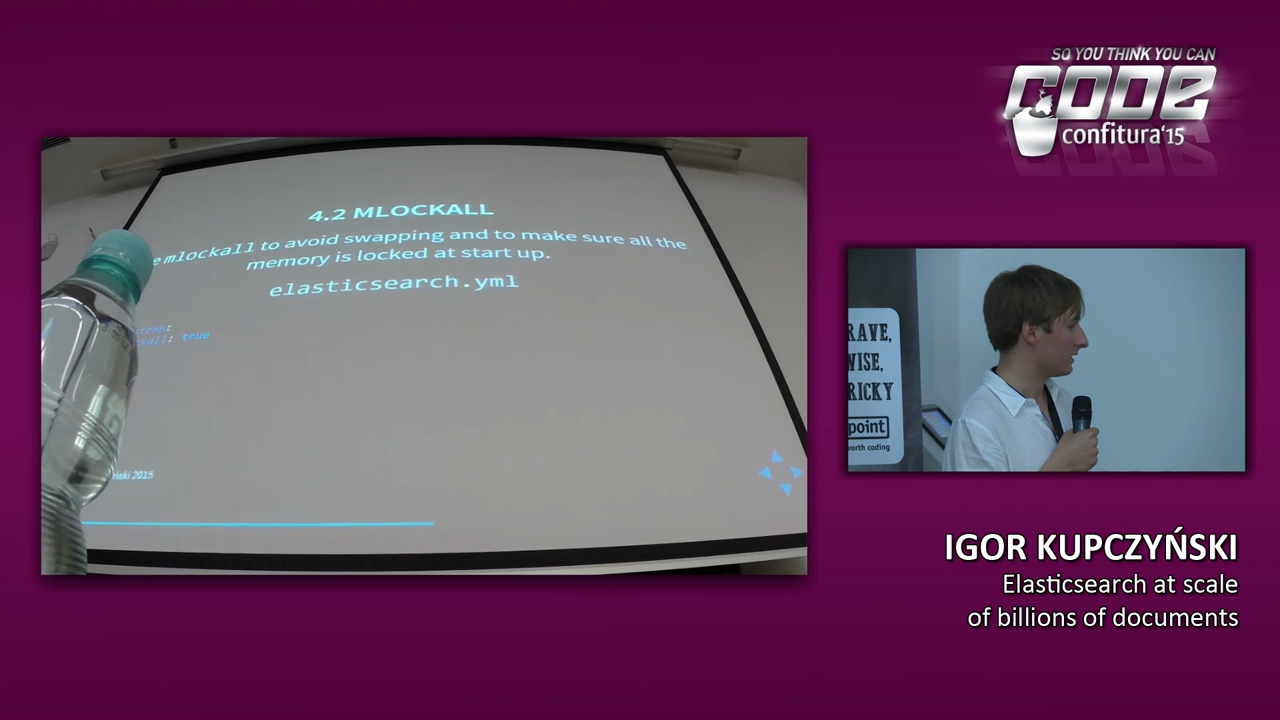 SO YOU THINK YOU CAN
CODE
confitura'15
4.2 MLOCKALL
mlockall to avoid swapping and to make sure all the
memory is locked at start up.
elasticsearch.yml
true
2015
RAVE,
WISE,
RICKY
point
worth coding
IGOR KUPCZYŃSKI
Elasticsearch at scale
of billions of documents